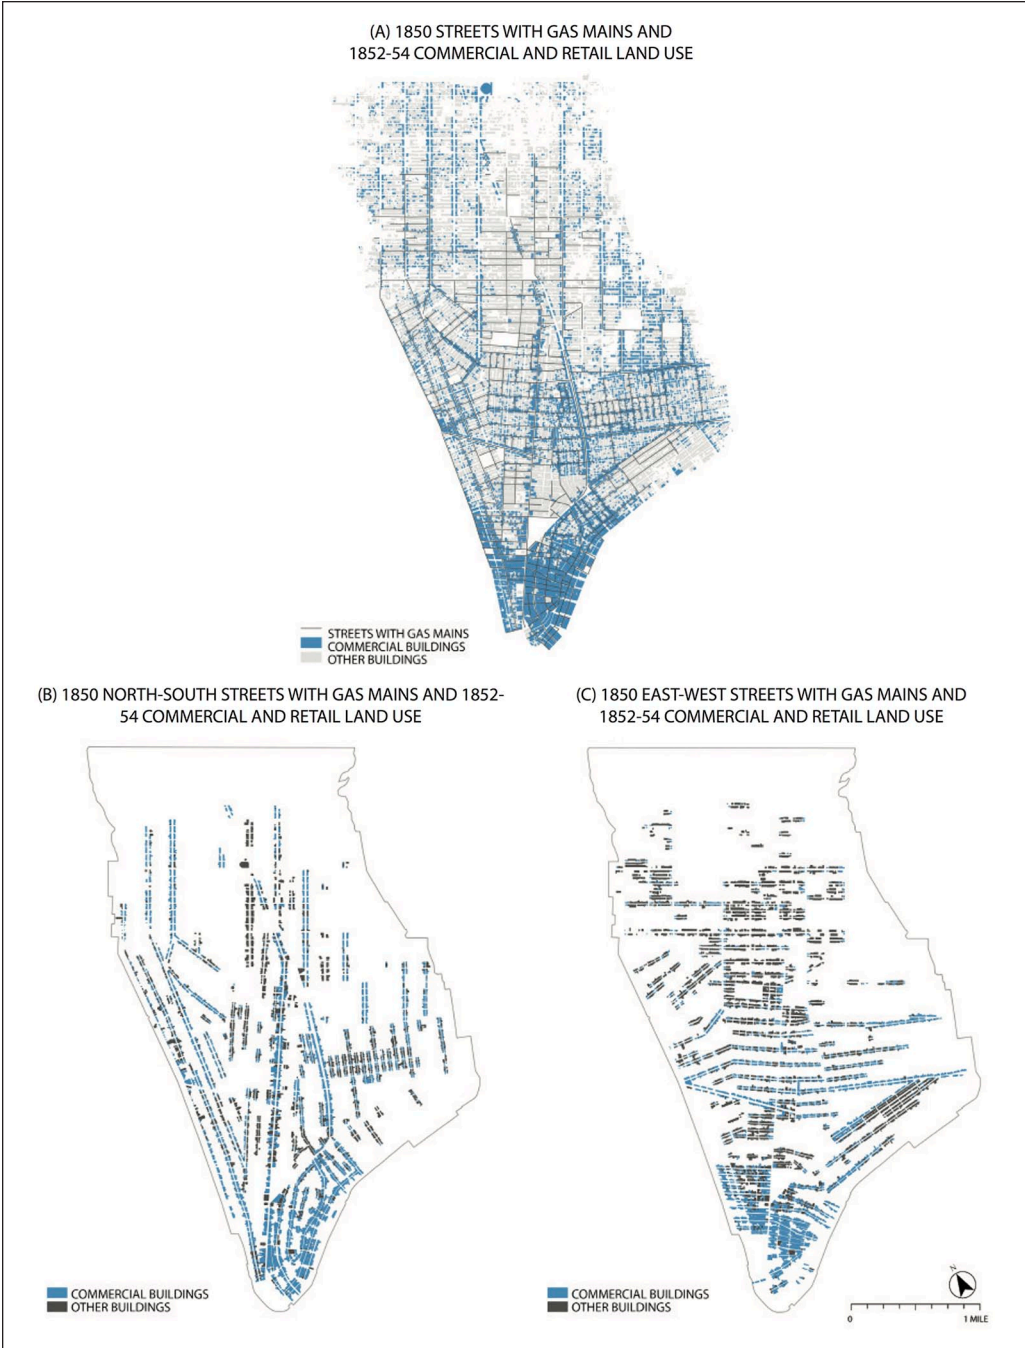 (A) 1850 STREETS WITH GAS MAINS AND
1852-54 COMMERCIAL AND RETAIL LAND USE
STREETS WITH GAS MAINS
COMMERCIAL BUILDINGS
OTHER BUILDINGS
(B) 1850 NORTH-SOUTH STREETS WITH GAS MAINS AND 1852-
54 COMMERCIAL AND RETAIL LAND USE
COMMERCIAL BUILDINGS
OTHER BUILDINGS
(C) 1850 EAST-WEST STREETS WITH GAS MAINS AND
1852-54 COMMERCIAL AND RETAIL LAND USE
COMMERCIAL BUILDINGS
OTHER BUILDINGS
N
0 1 MILE